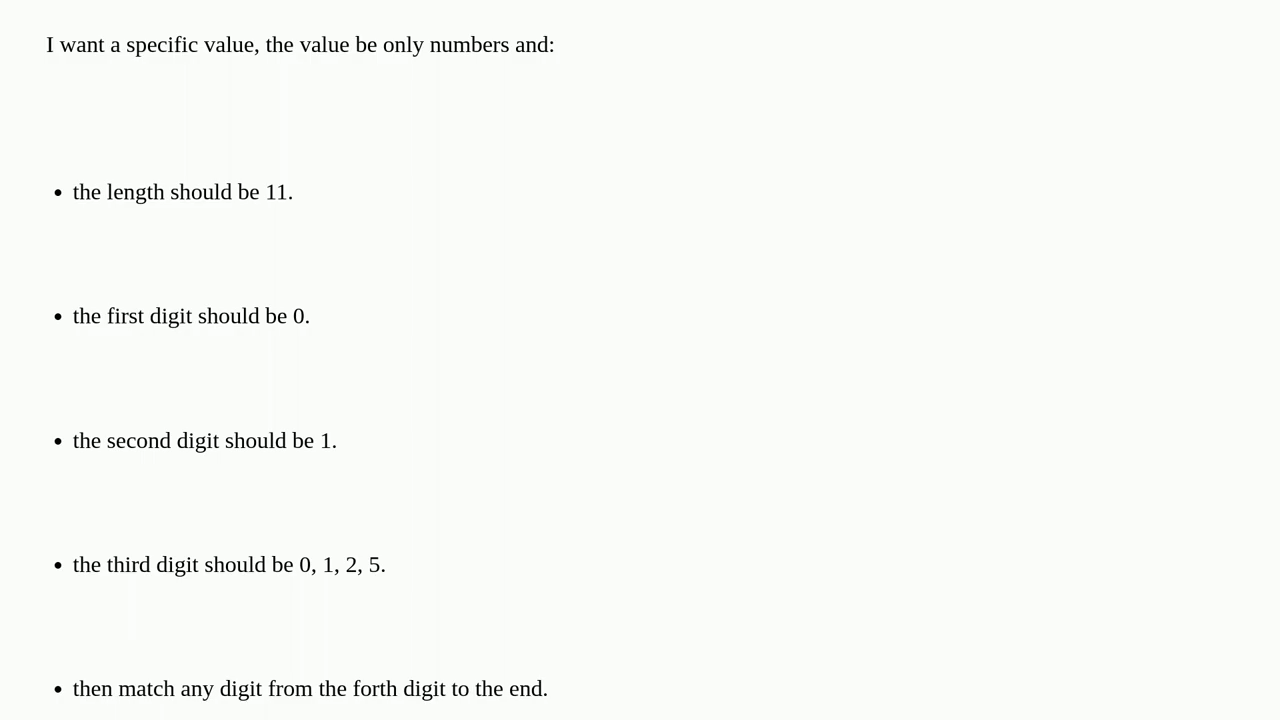 I want a specific value, the value be only numbers and:
• the length should be 11.
• the first digit should be 0.
• the second digit should be 1.
• the third digit should be 0, 1, 2, 5.
• then match any digit from the forth digit to the end.